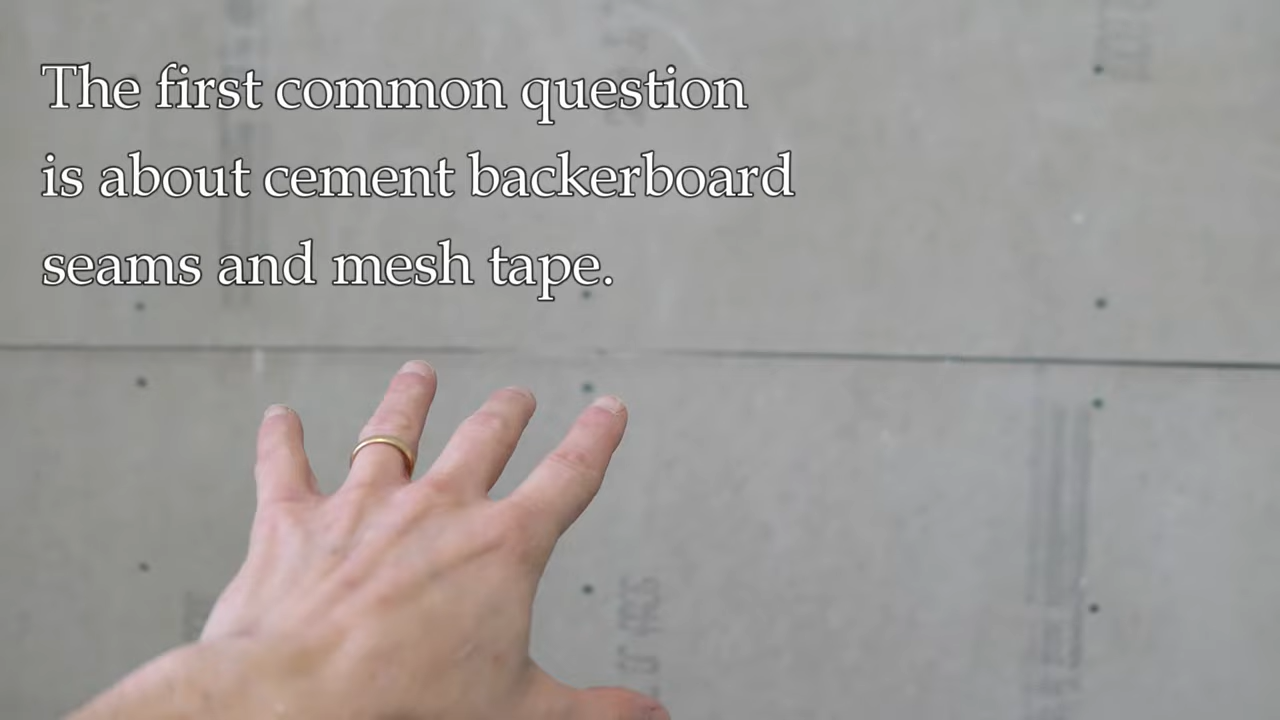 The first common question
is about cement backerboard
seams and mesh tape.